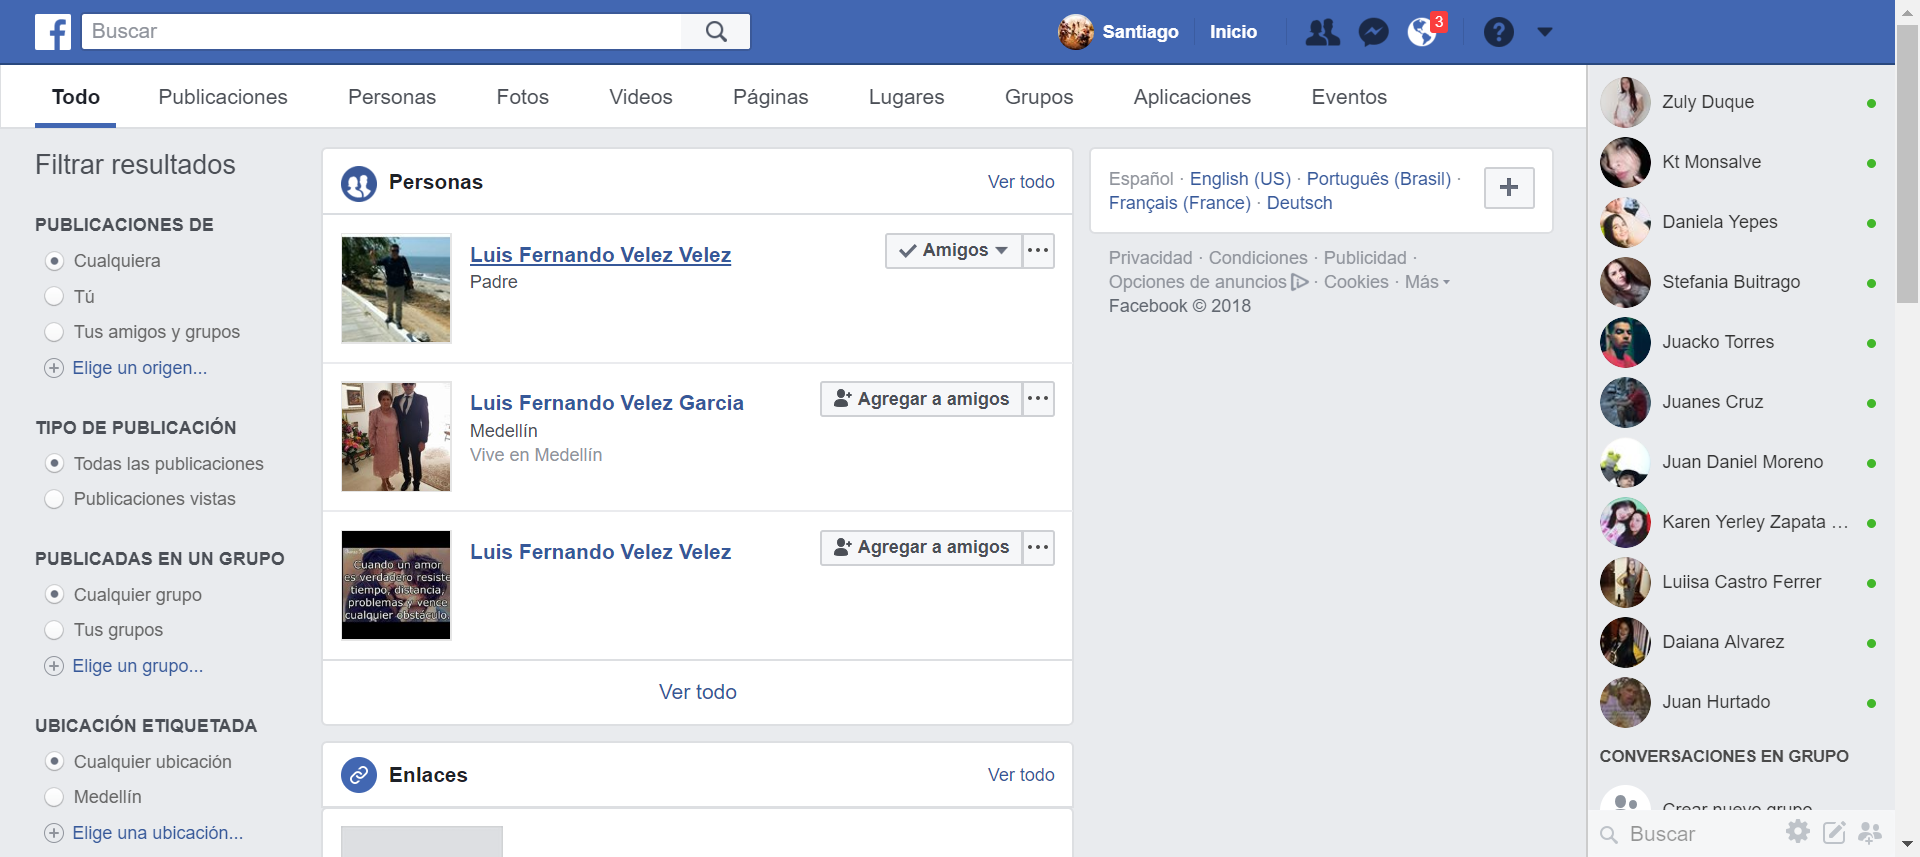 Buscar
Santiago
Inicio
3
Todo
Publicaciones
Personas
Fotos
Videos
Páginas
Lugares
Grupos
Aplicaciones
Eventos
Filtrar resultados
PUBLICACIONES DE
Cualquiera
Tú
Tus amigos y grupos
Elige un origen...
TIPO DE PUBLICACIÓN
Todas las publicaciones
Publicaciones vistas
PUBLICADAS EN UN GRUPO
Cualquier grupo
Tus grupos
Elige un grupo...
UBICACIÓN ETIQUETADA
Cualquier ubicación
Medellín
Elige una ubicación...
Personas
Ver todo
Luis Fernando Velez Velez
Padre
Amigos
Luis Fernando Velez Garcia
Medellín
Vive en Medellín
Agregar a amigos
Cuando un amor
es verdadero resiste
tiempo, distancia,
problemas y vence
cualquier obstáculo.
Luis Fernando Velez Velez
Agregar a amigos
Ver todo
Enlaces
Ver todo
Español · English (US) · Português (Brasil) ·
Français (France) · Deutsch
Privacidad · Condiciones · Publicidad ·
Opciones de anuncios · Cookies · Más
Facebook © 2018
Zuly Duque
Kt Monsalve
Daniela Yepes
Stefania Buitrago
Juacko Torres
Juanes Cruz
Juan Daniel Moreno
Karen Yerley Zapata ...
Luiisa Castro Ferrer
Daiana Alvarez
Juan Hurtado
CONVERSACIONES EN GRUPO
Crear nuevo grupo
Buscar